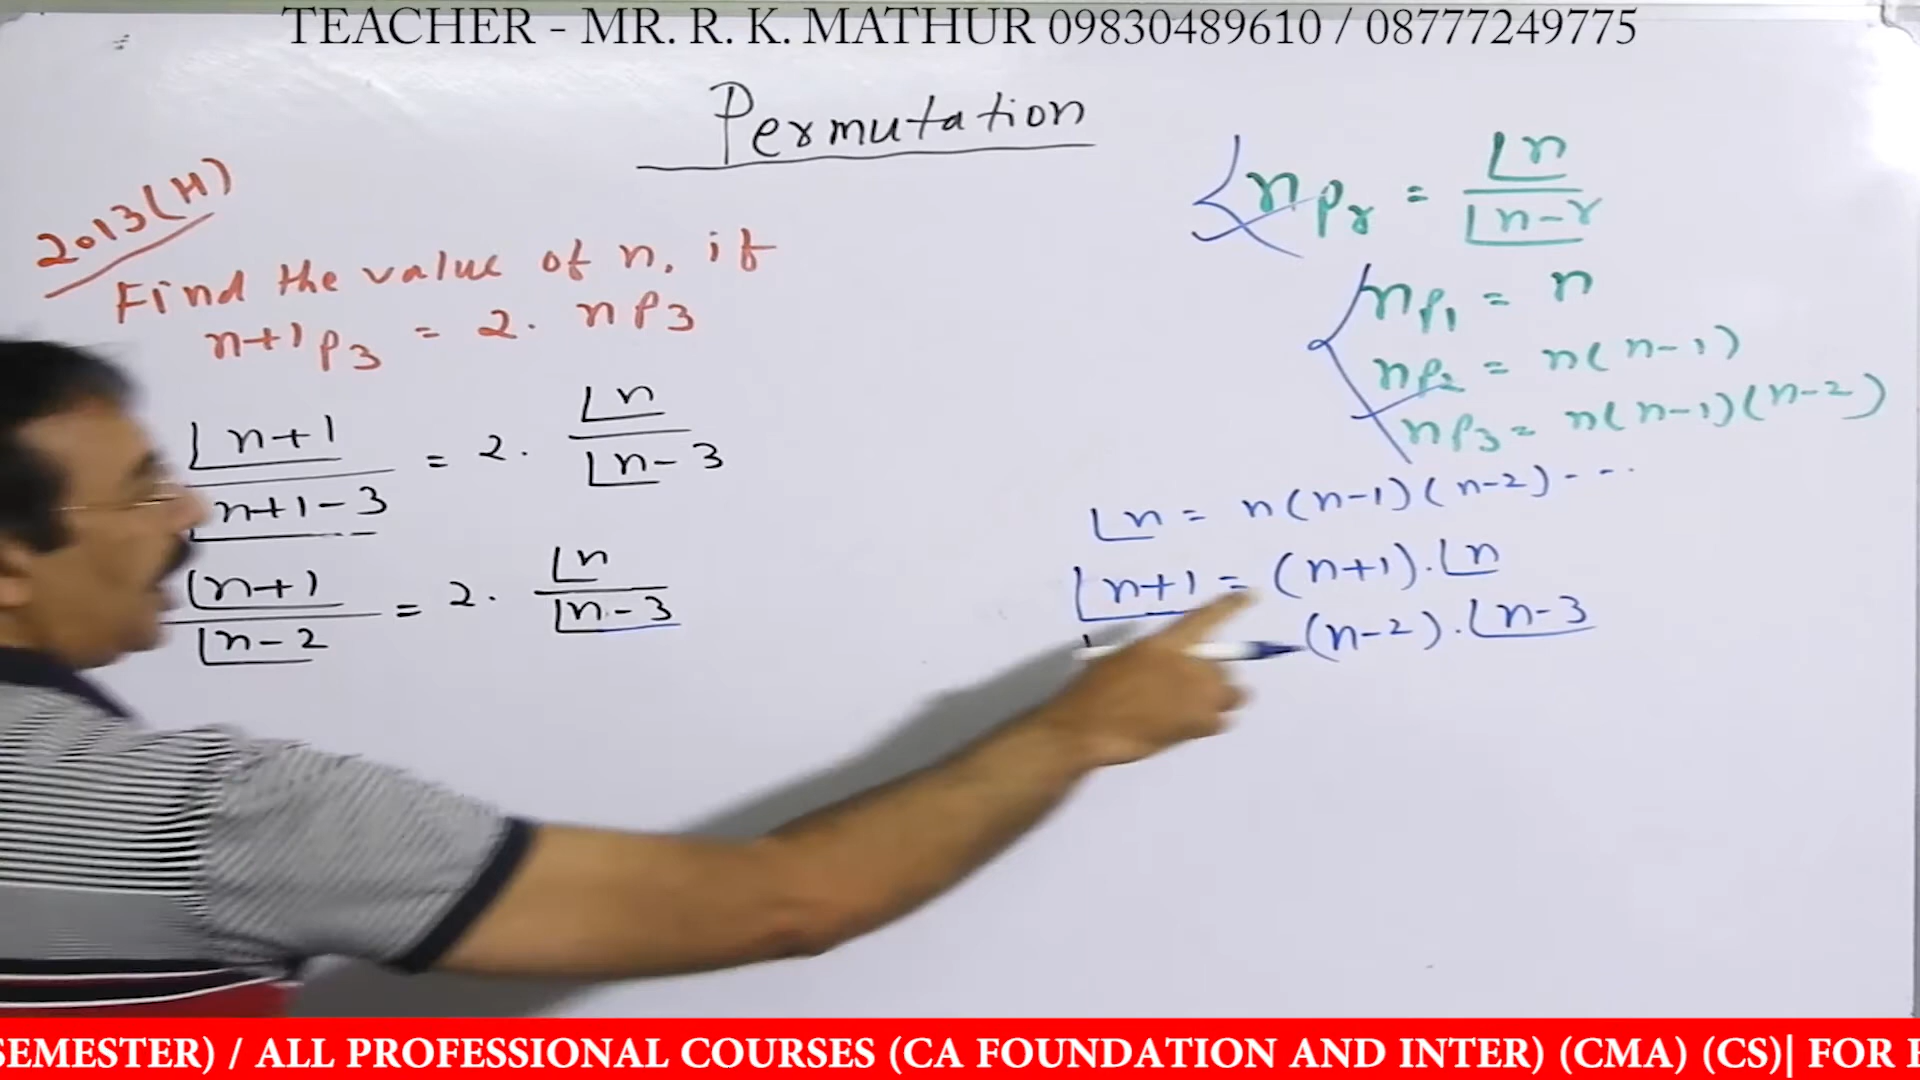 TEACHER - MR. R. K. MATHUR 09830489610 / 08777249775
Permutation
2013(H)
Find the value of n, if
n+1 P3 = 2. nP3
⌊n+1 / ⌊n+1-3 = 2. ⌊n / ⌊n-3
⌊n+1 / ⌊n-2 = 2. ⌊n / ⌊n-3
nPr = ⌊n / ⌊n-r
nP1 = n
nP2 = n(n-1)
nP3 = n(n-1)(n-2)
⌊n = n(n-1)(n-2)---
⌊n+1 = (n+1).⌊n
(n-2).⌊n-3
SEMESTER) / ALL PROFESSIONAL COURSES (CA FOUNDATION AND INTER) (CMA) (CS)| FOR